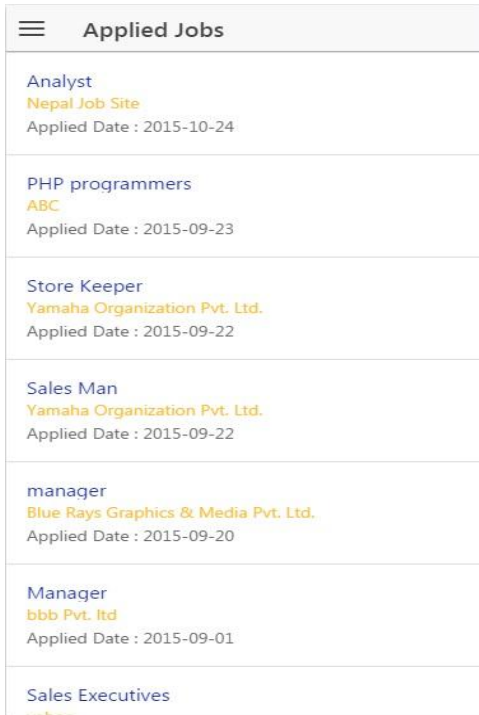 Applied Jobs
Analyst
Nepal Job Site
Applied Date : 2015-10-24
PHP programmers
ABC
Applied Date : 2015-09-23
Store Keeper
Yamaha Organization Pvt. Ltd.
Applied Date : 2015-09-22
Sales Man
Yamaha Organization Pvt. Ltd.
Applied Date : 2015-09-22
manager
Blue Rays Graphics & Media Pvt. Ltd.
Applied Date : 2015-09-20
Manager
bbb Pvt. ltd
Applied Date : 2015-09-01
Sales Executives